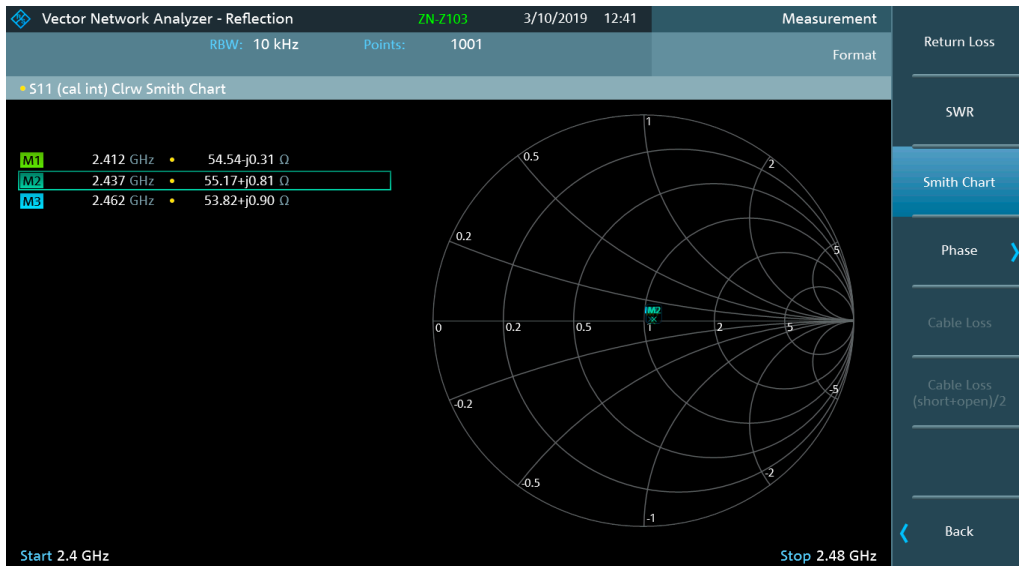 Vector Network Analyzer - Reflection ZN-Z103 3/10/2019 12:41 Measurement
RBW: 10 kHz Points: 1001
Format
S11 (cal int) Clrw Smith Chart
M1 2.412 GHz 54.54-j0.31 Ω
M2 2.437 GHz 55.17+j0.81 Ω
M3 2.462 GHz 53.82+j0.90 Ω
1
0.5
2
0.2
5
M2
0
0.2
0.5
1
2
5
-0.2
-5
-0.5
-2
-1
Start 2.4 GHz Stop 2.48 GHz
Return Loss
SWR
Smith Chart
Phase
Cable Loss
Cable Loss
(short+open)/2
Back